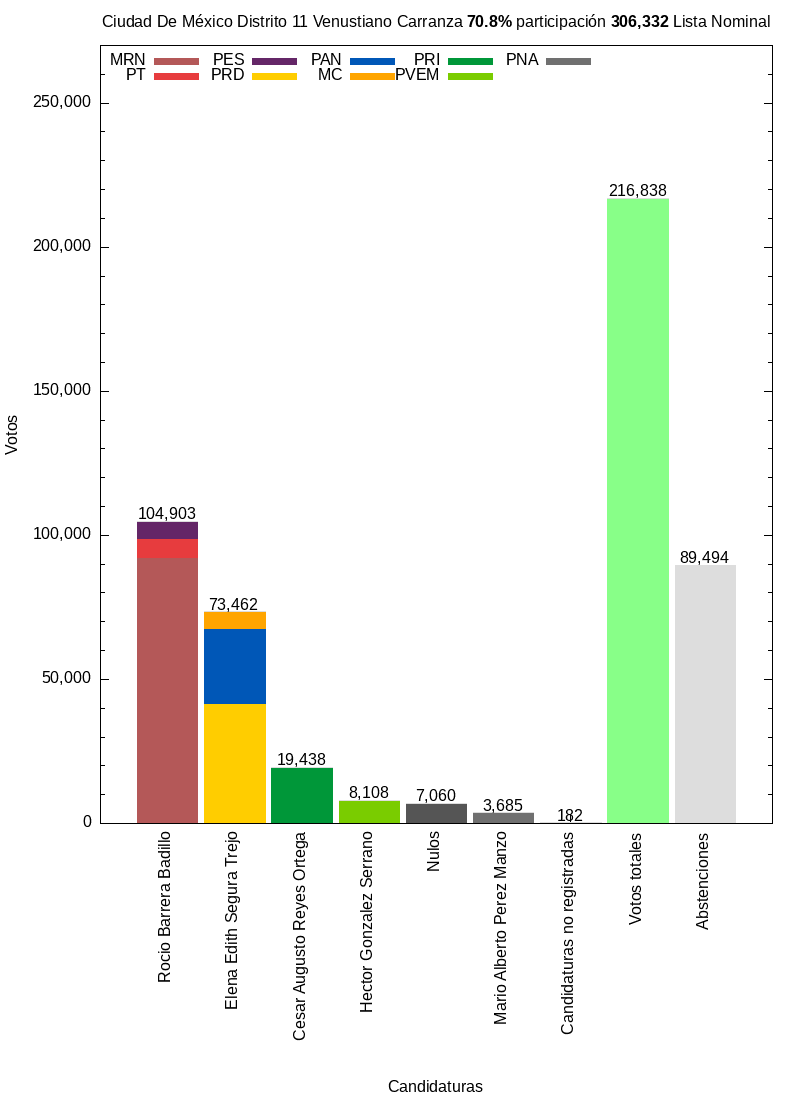 Ciudad De México Distrito 11 Venustiano Carranza 70.8% participación 306,332 Lista Nominal
MRN PES PAN PRI PNA
PT PRD MC PVEM
250,000
200,000
150,000
100,000
50,000
0
Votos
104,903
73,462
19,438
8,108
7,060
3,685
182
216,838
89,494
Rocio Barrera Badillo
Elena Edith Segura Trejo
Cesar Augusto Reyes Ortega
Hector Gonzalez Serrano
Nulos
Mario Alberto Perez Manzo
Candidaturas no registradas
Votos totales
Abstenciones
Candidaturas